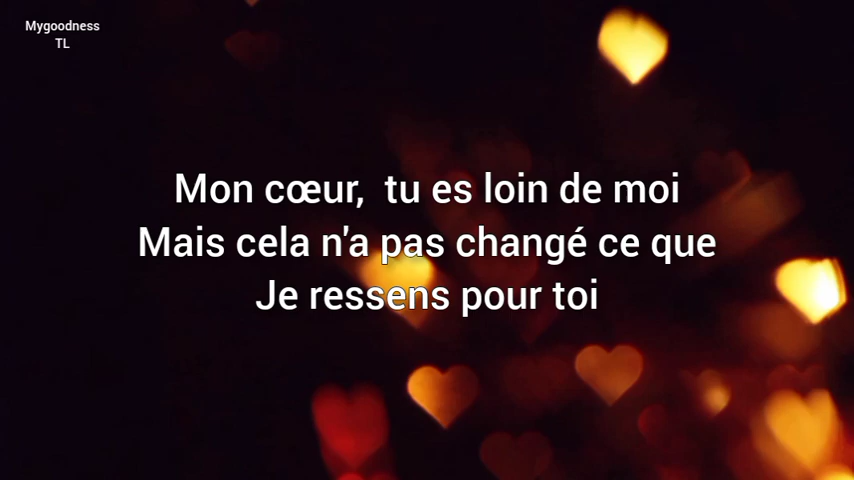 Mygoodness
TL
Mon cœur,  tu es loin de moi
Mais cela n'a pas changé ce que
Je ressens pour toi